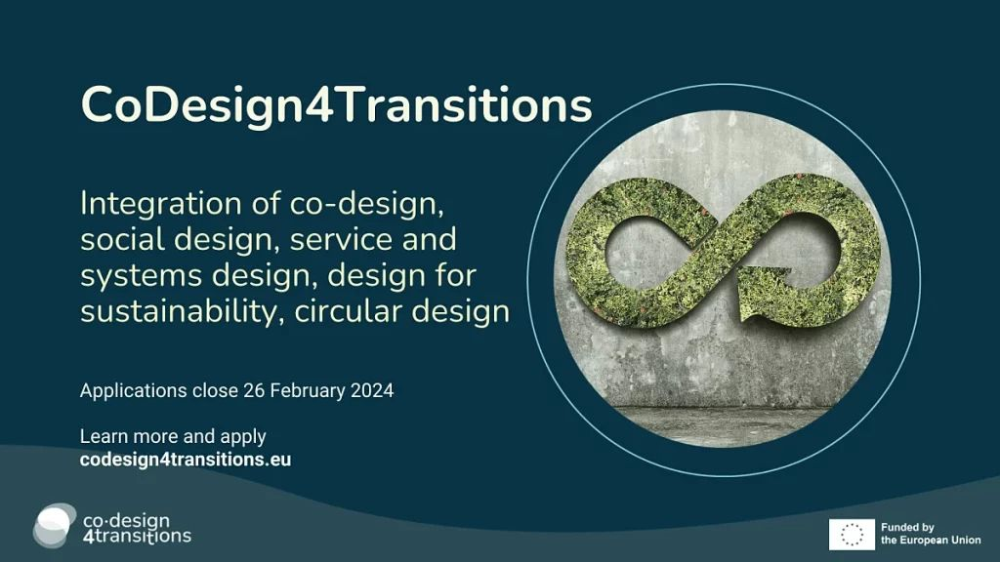 CoDesign4Transitions
Integration of co-design,
social design, service and
systems design, design for
sustainability, circular design
Applications close 26 February 2024
Learn more and apply
codesign4transitions.eu
co·design
4transitions
Funded by
the European Union